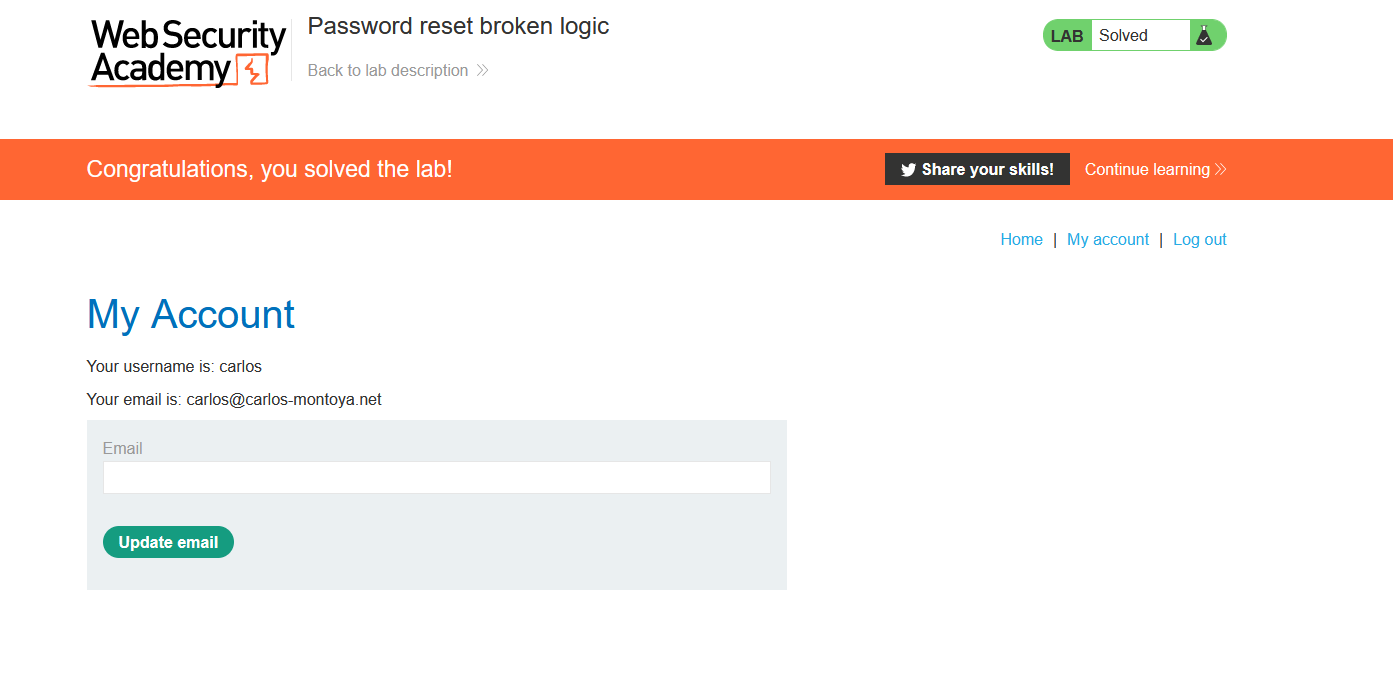 Web Security
Academy
Password reset broken logic
Back to lab description
LAB Solved
Congratulations, you solved the lab!
Share your skills!
Continue learning
Home | My account | Log out
My Account
Your username is: carlos
Your email is: carlos@carlos-montoya.net
Email
Update email